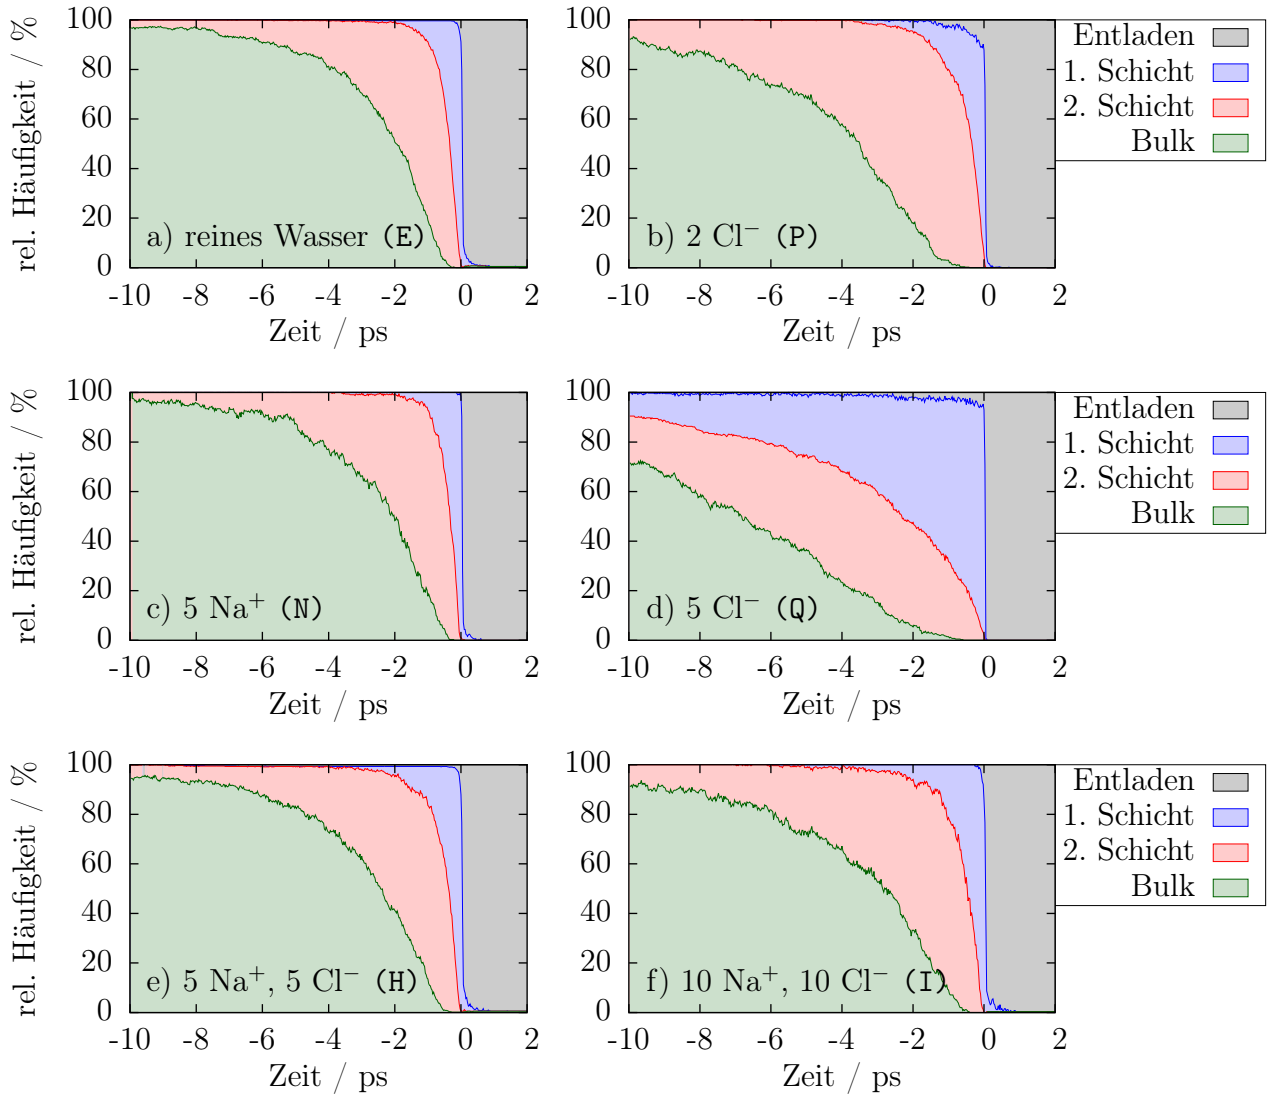 rel. Häufigkeit / %
100
80
60
40
20
0
a) reines Wasser (E)
-10 -8 -6 -4 -2 0 2
Zeit / ps
100
80
60
40
20
0
b) 2 Cl⁻ (P)
-10 -8 -6 -4 -2 0 2
Zeit / ps
Entladen
1. Schicht
2. Schicht
Bulk
rel. Häufigkeit / %
100
80
60
40
20
0
c) 5 Na⁺ (N)
-10 -8 -6 -4 -2 0 2
Zeit / ps
100
80
60
40
20
0
d) 5 Cl⁻ (Q)
-10 -8 -6 -4 -2 0 2
Zeit / ps
Entladen
1. Schicht
2. Schicht
Bulk
rel. Häufigkeit / %
100
80
60
40
20
0
e) 5 Na⁺, 5 Cl⁻ (H)
-10 -8 -6 -4 -2 0 2
Zeit / ps
100
80
60
40
20
0
f) 10 Na⁺, 10 Cl⁻ (I)
-10 -8 -6 -4 -2 0 2
Zeit / ps
Entladen
1. Schicht
2. Schicht
Bulk